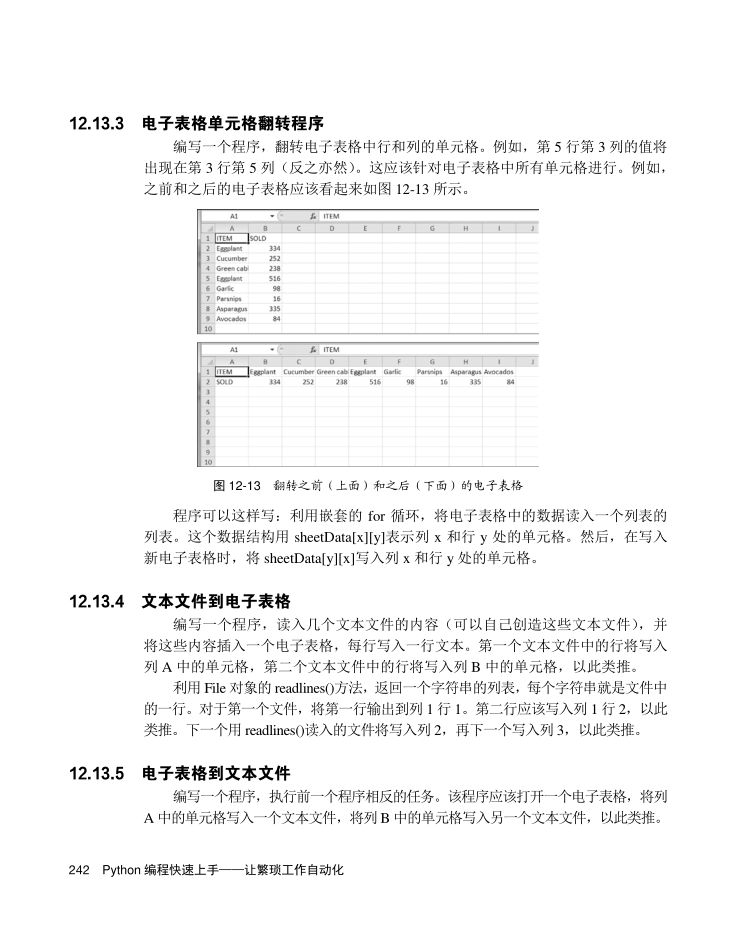 12.13.3 电子表格单元格翻转程序
编写一个程序，翻转电子表格中行和列的单元格。例如，第 5 行第 3 列的值将
出现在第 3 行第 5 列（反之亦然）。这应该针对电子表格中所有单元格进行。例如，
之前和之后的电子表格应该看起来如图 12-13 所示。
A1 fx ITEM
A B C D E F G H I J
1 ITEM SOLD
2 Eggplant 334
3 Cucumber 252
4 Green cabl 238
5 Eggplant 516
6 Garlic 98
7 Parsnips 16
8 Asparagus 335
9 Avocados 84
10
A1 fx ITEM
A B C D E F G H I J
1 ITEM Eggplant Cucumber Green cabl Eggplant Garlic Parsnips Asparagus Avocados
2 SOLD 334 252 238 516 98 16 335 84
3
4
5
6
7
8
9
10
图 12-13 翻转之前（上面）和之后（下面）的电子表格
程序可以这样写：利用嵌套的 for 循环，将电子表格中的数据读入一个列表的
列表。这个数据结构用 sheetData[x][y]表示列 x 和行 y 处的单元格。然后，在写入
新电子表格时，将 sheetData[y][x]写入列 x 和行 y 处的单元格。
12.13.4 文本文件到电子表格
编写一个程序，读入几个文本文件的内容（可以自己创造这些文本文件），并
将这些内容插入一个电子表格，每行写入一行文本。第一个文本文件中的行将写入
列 A 中的单元格，第二个文本文件中的行将写入列 B 中的单元格，以此类推。
利用 File 对象的 readlines()方法，返回一个字符串的列表，每个字符串就是文件中
的一行。对于第一个文件，将第一行输出到列 1 行 1。第二行应该写入列 1 行 2，以此
类推。下一个用 readlines()读入的文件将写入列 2，再下一个写入列 3，以此类推。
12.13.5 电子表格到文本文件
编写一个程序，执行前一个程序相反的任务。该程序应该打开一个电子表格，将列
A 中的单元格写入一个文本文件，将列 B 中的单元格写入另一个文本文件，以此类推。
242 Python 编程快速上手——让繁琐工作自动化